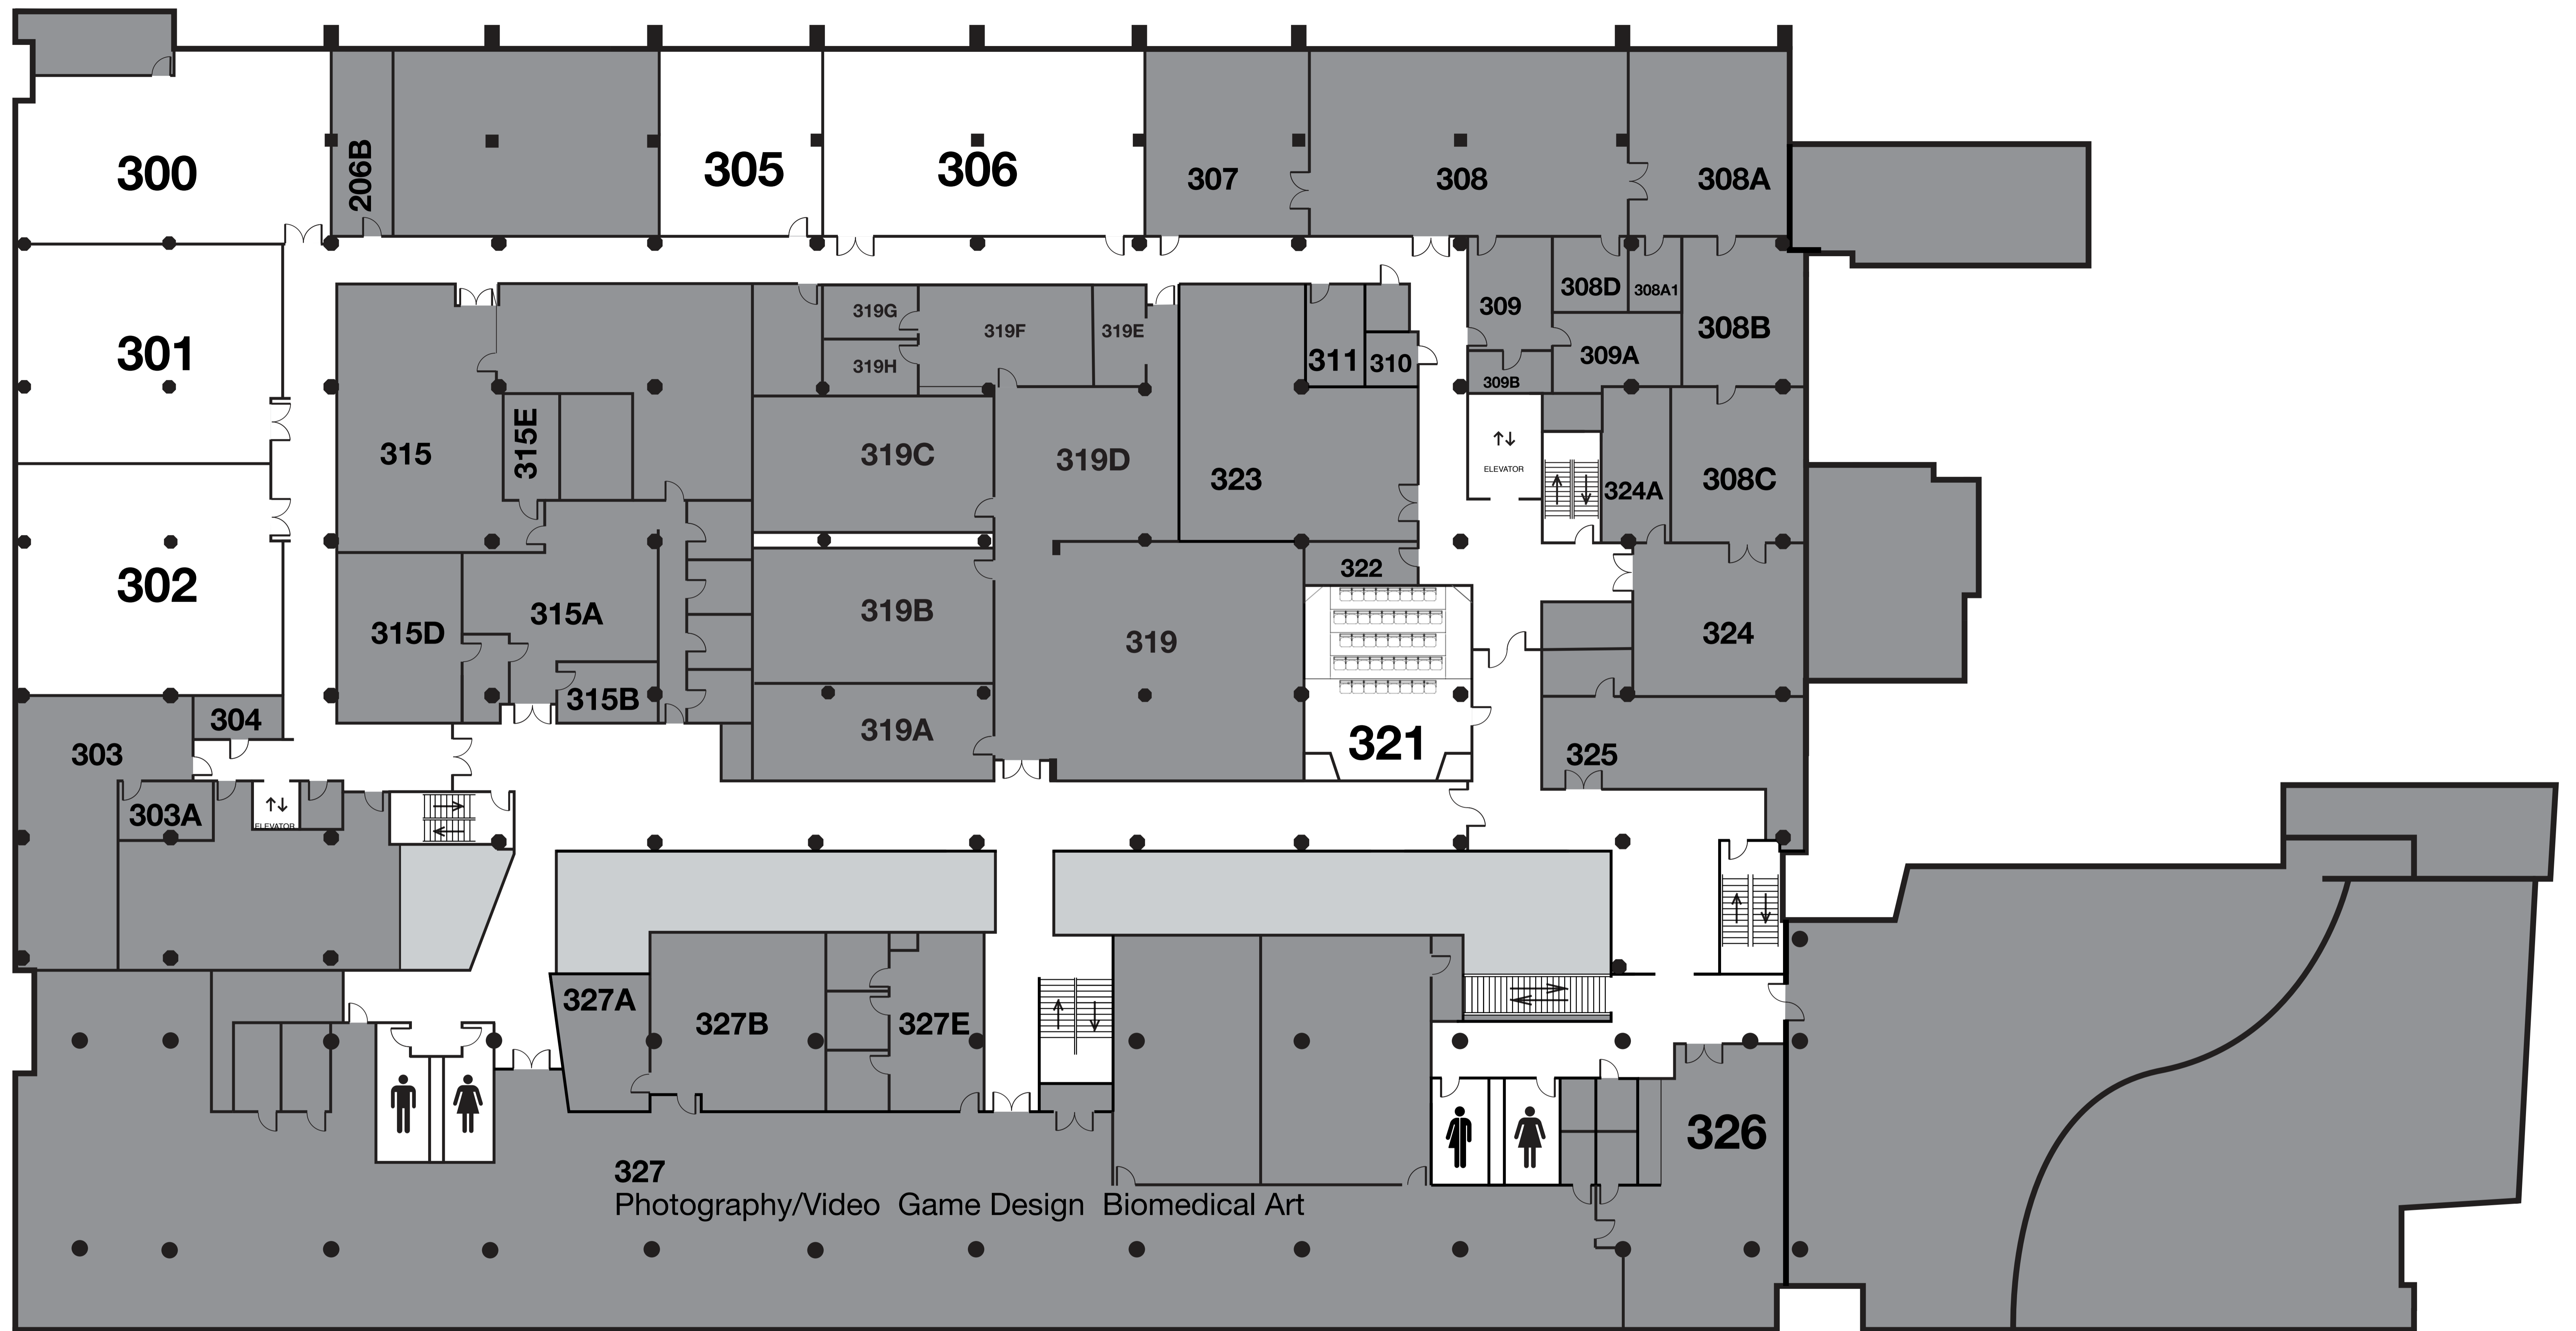 300
206B
305
306
307
308
308A
301
319G
319F
319E
319H
311
310
309
308D
308A1
309A
308B
309B
315
315E
319C
319D
323
ELEVATOR
324A
308C
302
315D
315A
315B
319B
319
322
324
304
303
319A
321
325
303A
ELEVATOR
327A
327B
327E
326
327
Photography/Video Game Design Biomedical Art